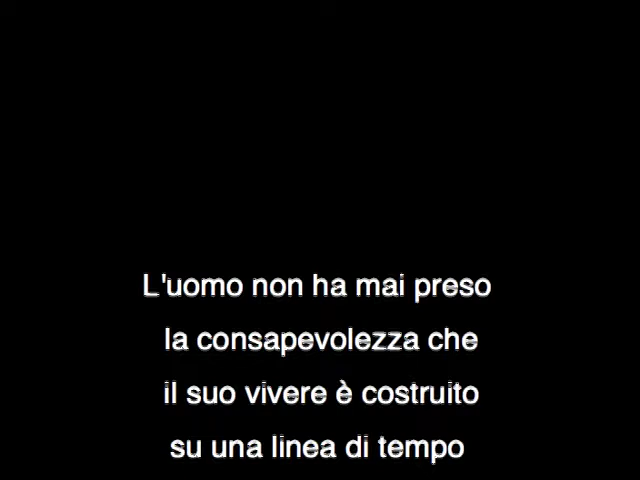 L'uomo non ha mai preso
la consapevolezza che
il suo vivere è costruito
su una linea di tempo